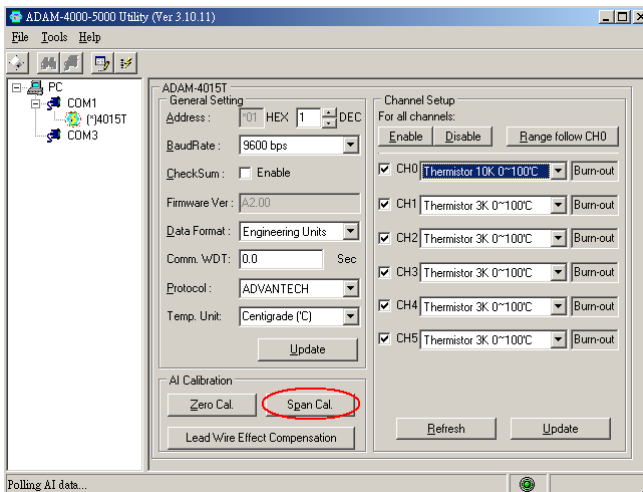 ADAM-4000-5000 Utility (Ver 3.10.11)
File Tools Help
PC
COM1
(*)4015T
COM3
ADAM-4015T
General Setting
Address : *01 HEX 1 DEC
BaudRate : 9600 bps
CheckSum : Enable
Firmware Ver : A2.00
Data Format : Engineering Units
Comm. WDT: 0.0 Sec
Protocol : ADVANTECH
Temp. Unit: Centigrade (°C)
Update
AI Calibration
Zero Cal. Span Cal.
Lead Wire Effect Compensation
Channel Setup
For all channels:
Enable Disable Range follow CH0
CH0 Thermistor 10K 0~100°C Burn-out
CH1 Thermistor 3K 0~100°C Burn-out
CH2 Thermistor 3K 0~100°C Burn-out
CH3 Thermistor 3K 0~100°C Burn-out
CH4 Thermistor 3K 0~100°C Burn-out
CH5 Thermistor 3K 0~100°C Burn-out
Refresh Update
Polling AI data...